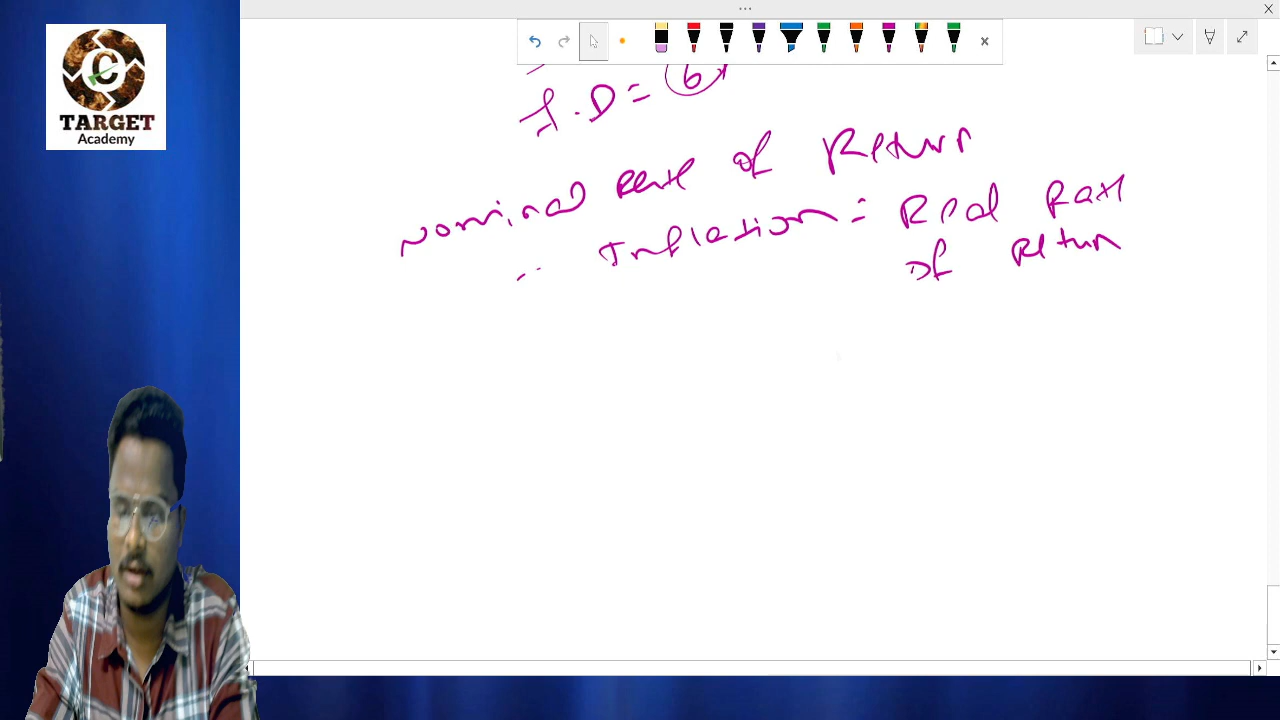 TARGET
Academy
F.D = 6%
Nominal Rate of Return
- Inflation = Real Rate
of Return